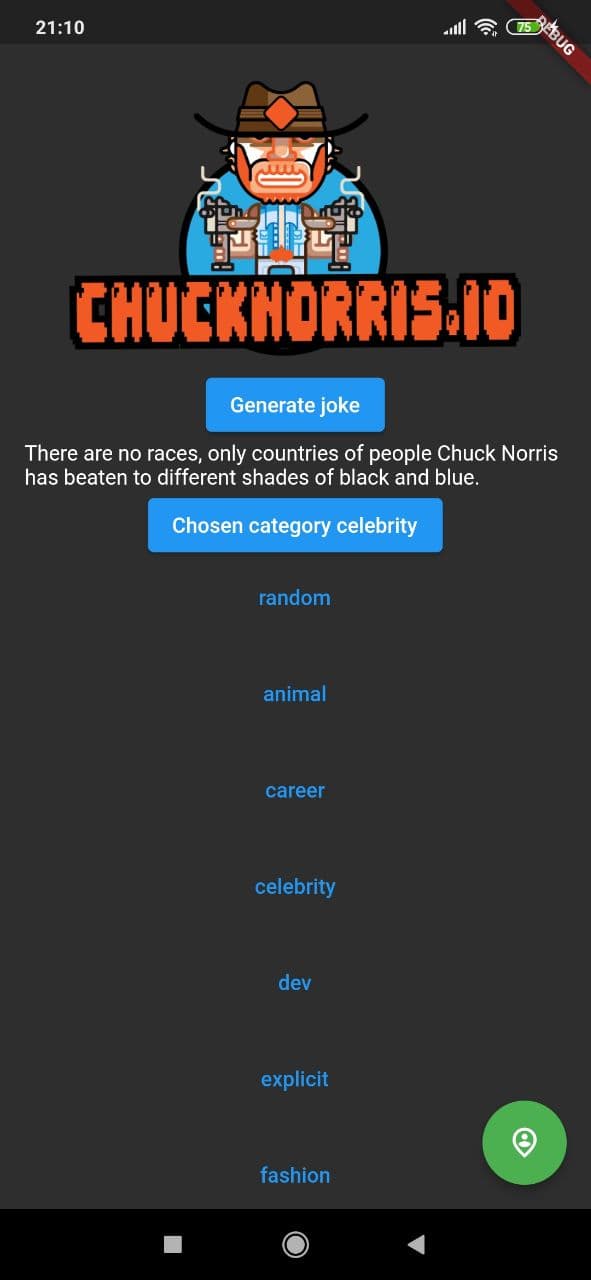 21:10
75
DEBUG
CHUCKNORRIS.IO
Generate joke
There are no races, only countries of people Chuck Norris
has beaten to different shades of black and blue.
Chosen category celebrity
random
animal
career
celebrity
dev
explicit
fashion